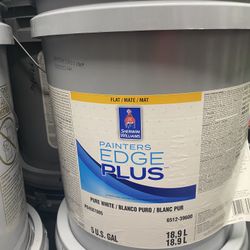 FLAT / MATE / MAT
SHERWIN
WILLIAMS
PAINTERS
EDGE
PLUS
PURE WHITE / BLANCO PURO / BLANC PUR
6512-39600
5 U.S. GAL
18.9 L
18.9 L